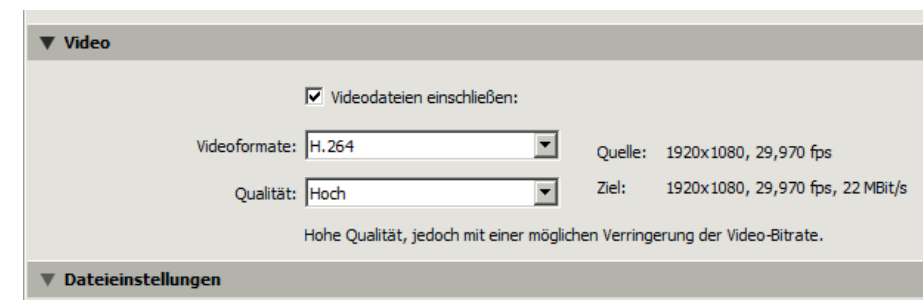 Video
Videodateien einschließen:
Videoformate: H.264
Quelle: 1920x1080, 29,970 fps
Qualität: Hoch
Ziel: 1920x1080, 29,970 fps, 22 MBit/s
Hohe Qualität, jedoch mit einer möglichen Verringerung der Video-Bitrate.
Dateieinstellungen